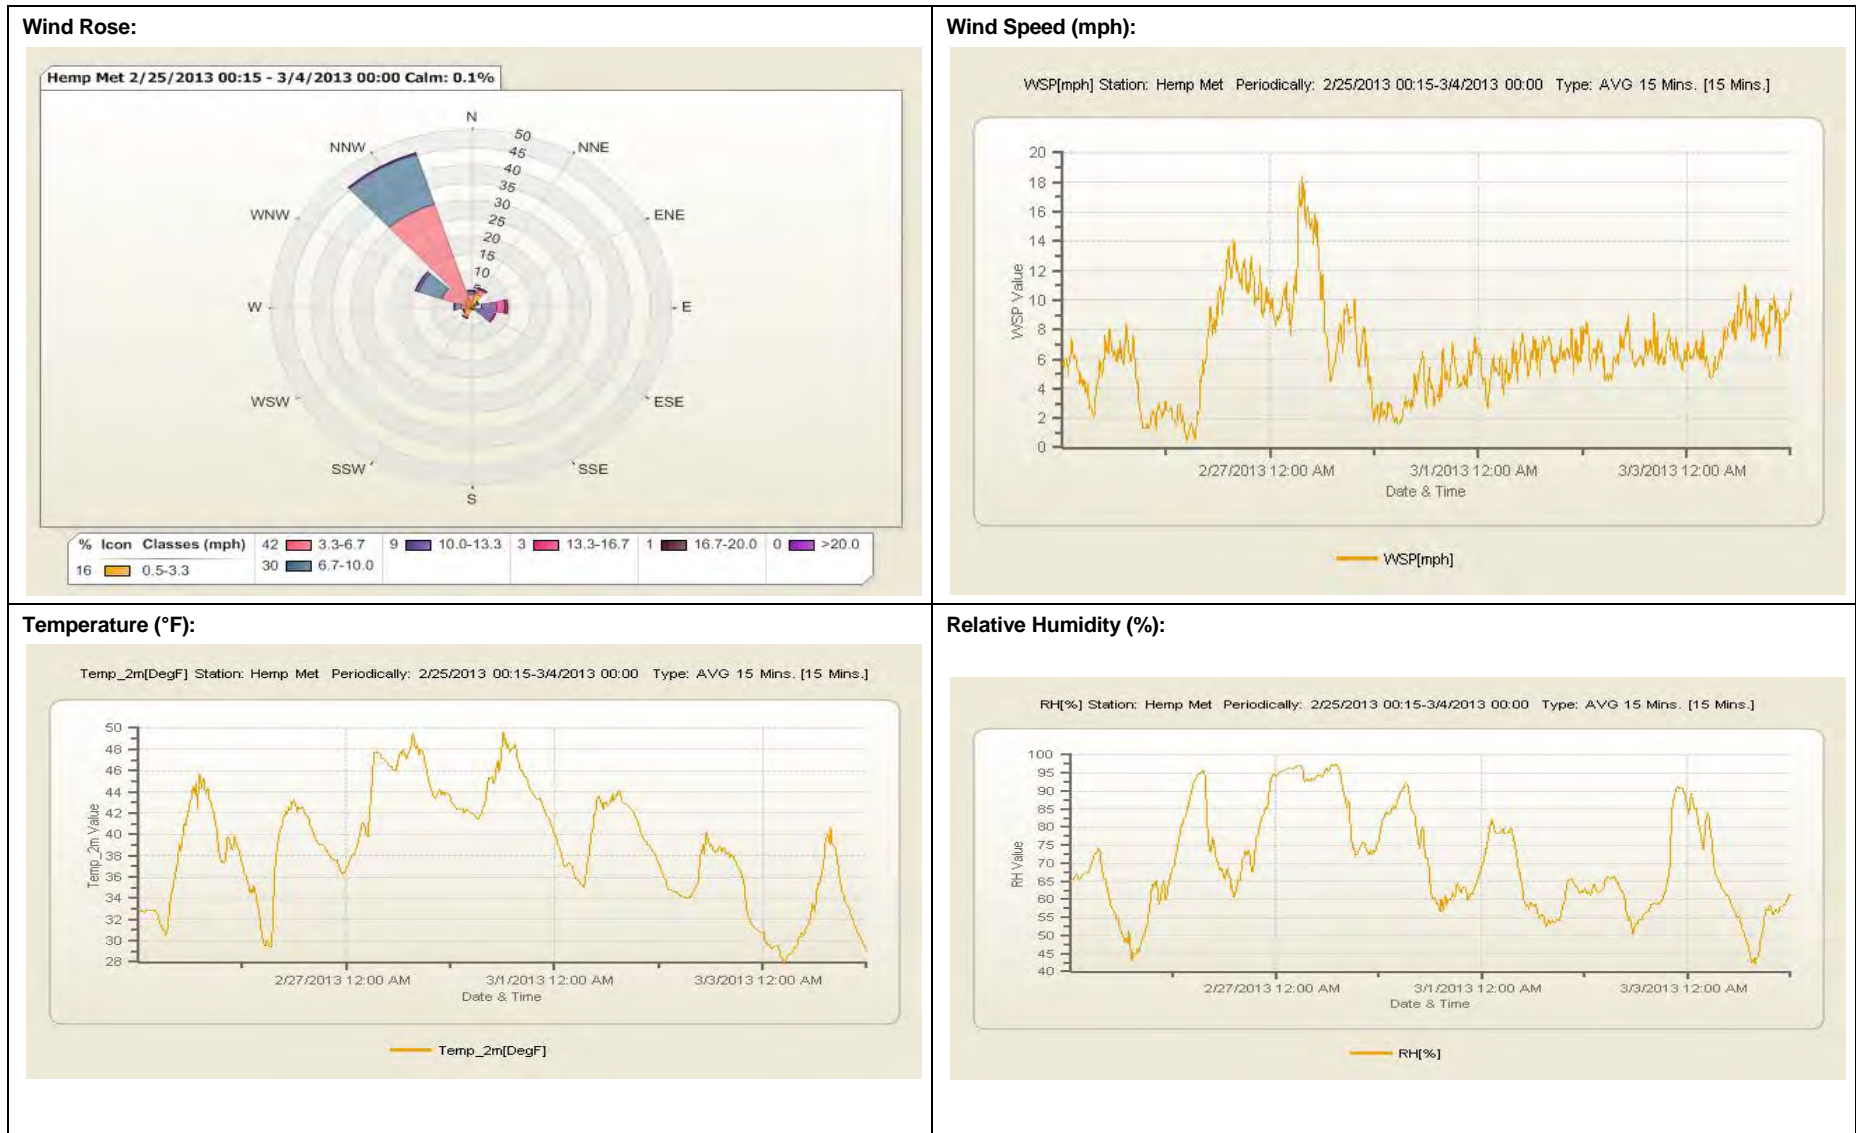 Wind Rose:
Hemp Met 2/25/2013 00:15 - 3/4/2013 00:00 Calm: 0.1%
N
NNE
ENE
E
ESE
SSE
S
SSW
WSW
W
WNW
NNW
50
45
40
35
30
25
20
15
10
5
% Icon Classes (mph)
16 0.5-3.3
42 3.3-6.7
30 6.7-10.0
9 10.0-13.3
3 13.3-16.7
1 16.7-20.0
0 >20.0
Wind Speed (mph):
WSP[mph] Station: Hemp Met Periodically: 2/25/2013 00:15-3/4/2013 00:00 Type: AVG 15 Mins. [15 Mins.]
WSP Value
20
18
16
14
12
10
8
6
4
2
0
2/27/2013 12:00 AM 3/1/2013 12:00 AM 3/3/2013 12:00 AM
Date & Time
WSP[mph]
Temperature (°F):
Temp_2m[DegF] Station: Hemp Met Periodically: 2/25/2013 00:15-3/4/2013 00:00 Type: AVG 15 Mins. [15 Mins.]
Temp_2m Value
50
48
46
44
42
40
38
36
34
32
30
28
2/27/2013 12:00 AM 3/1/2013 12:00 AM 3/3/2013 12:00 AM
Date & Time
Temp_2m[DegF]
Relative Humidity (%):
RH[%] Station: Hemp Met Periodically: 2/25/2013 00:15-3/4/2013 00:00 Type: AVG 15 Mins. [15 Mins.]
RH Value
100
95
90
85
80
75
70
65
60
55
50
45
40
2/27/2013 12:00 AM 3/1/2013 12:00 AM 3/3/2013 12:00 AM
Date & Time
RH[%]